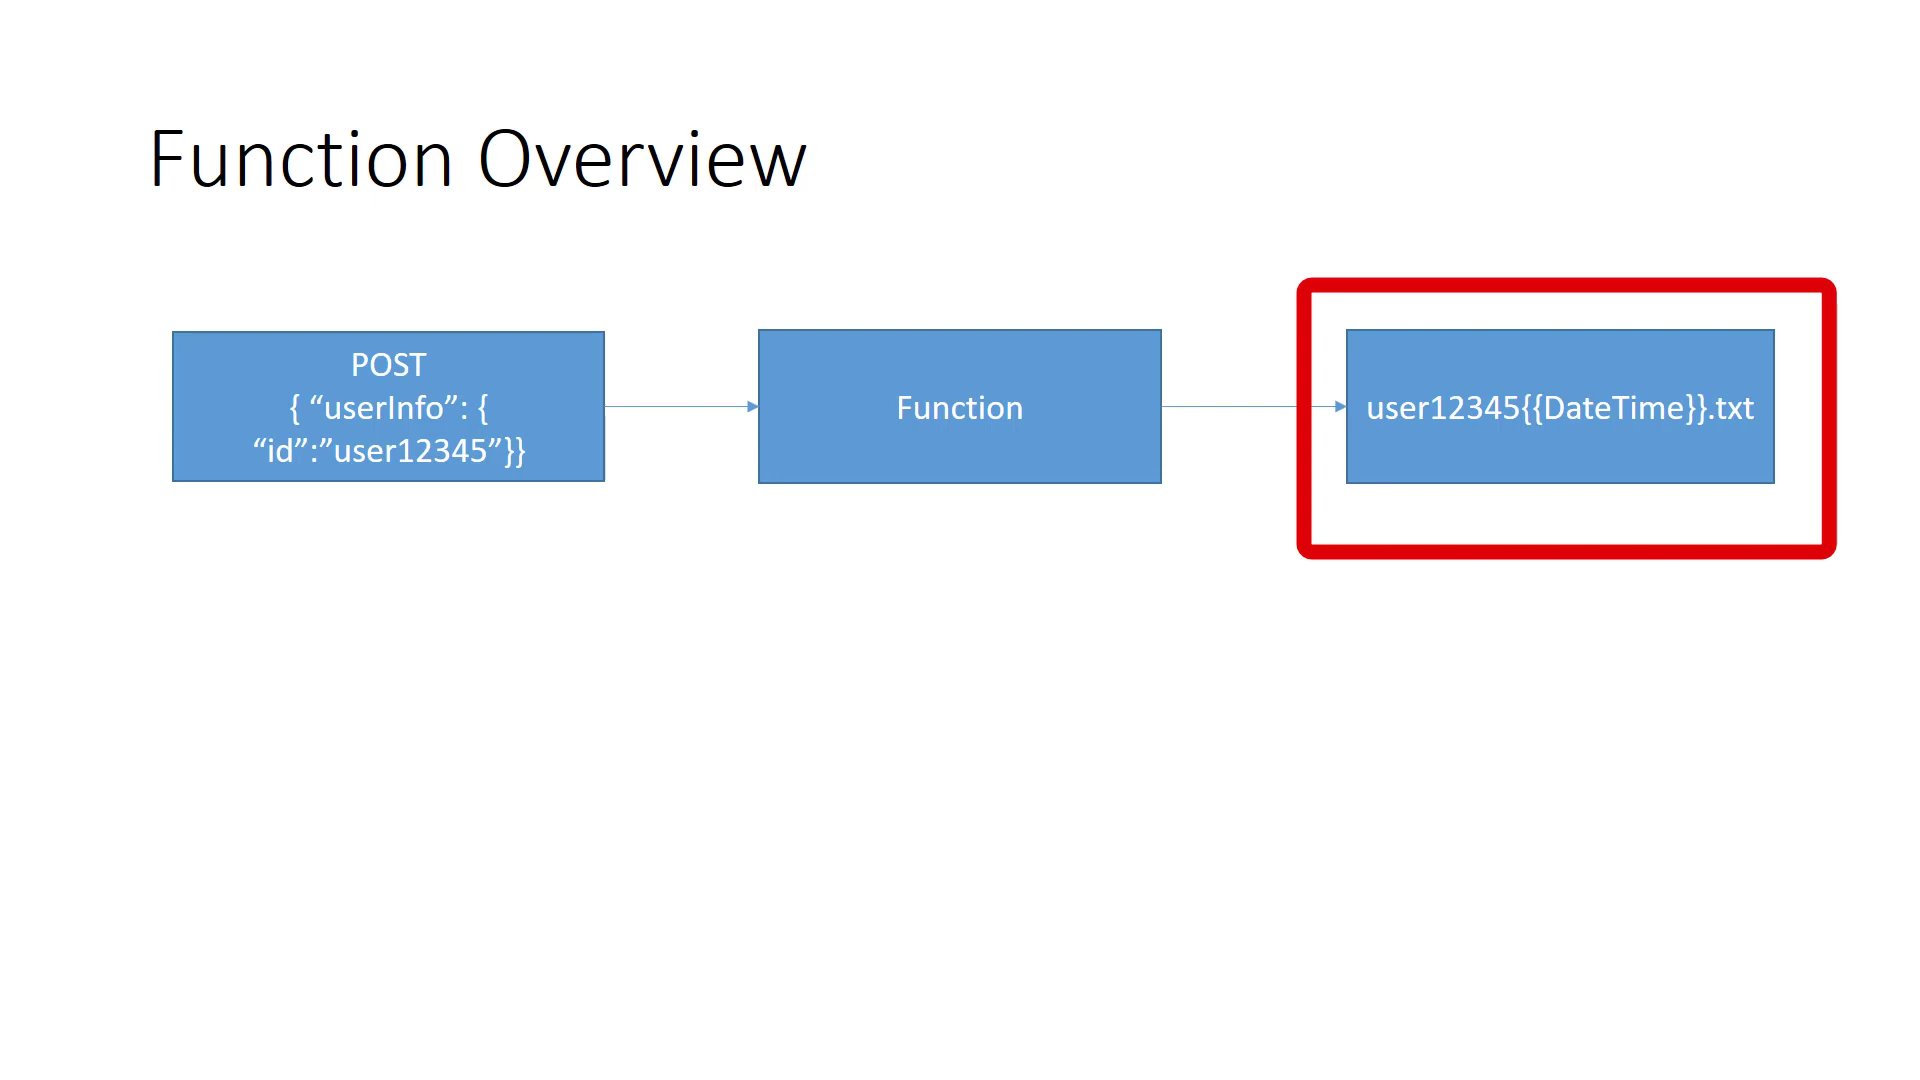 Function Overview
POST
{ “userInfo”: {
“id”:”user12345”}}
Function
user12345{{DateTime}}.txt